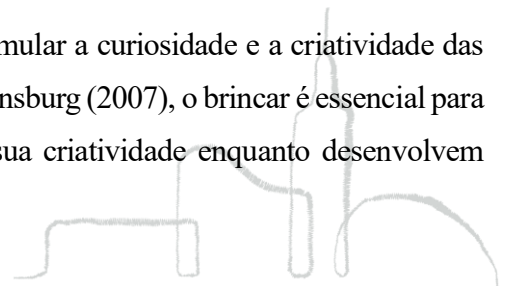 mular a curiosidade e a criatividade das
nsburg (2007), o brincar é essencial para
sua criatividade enquanto desenvolvem